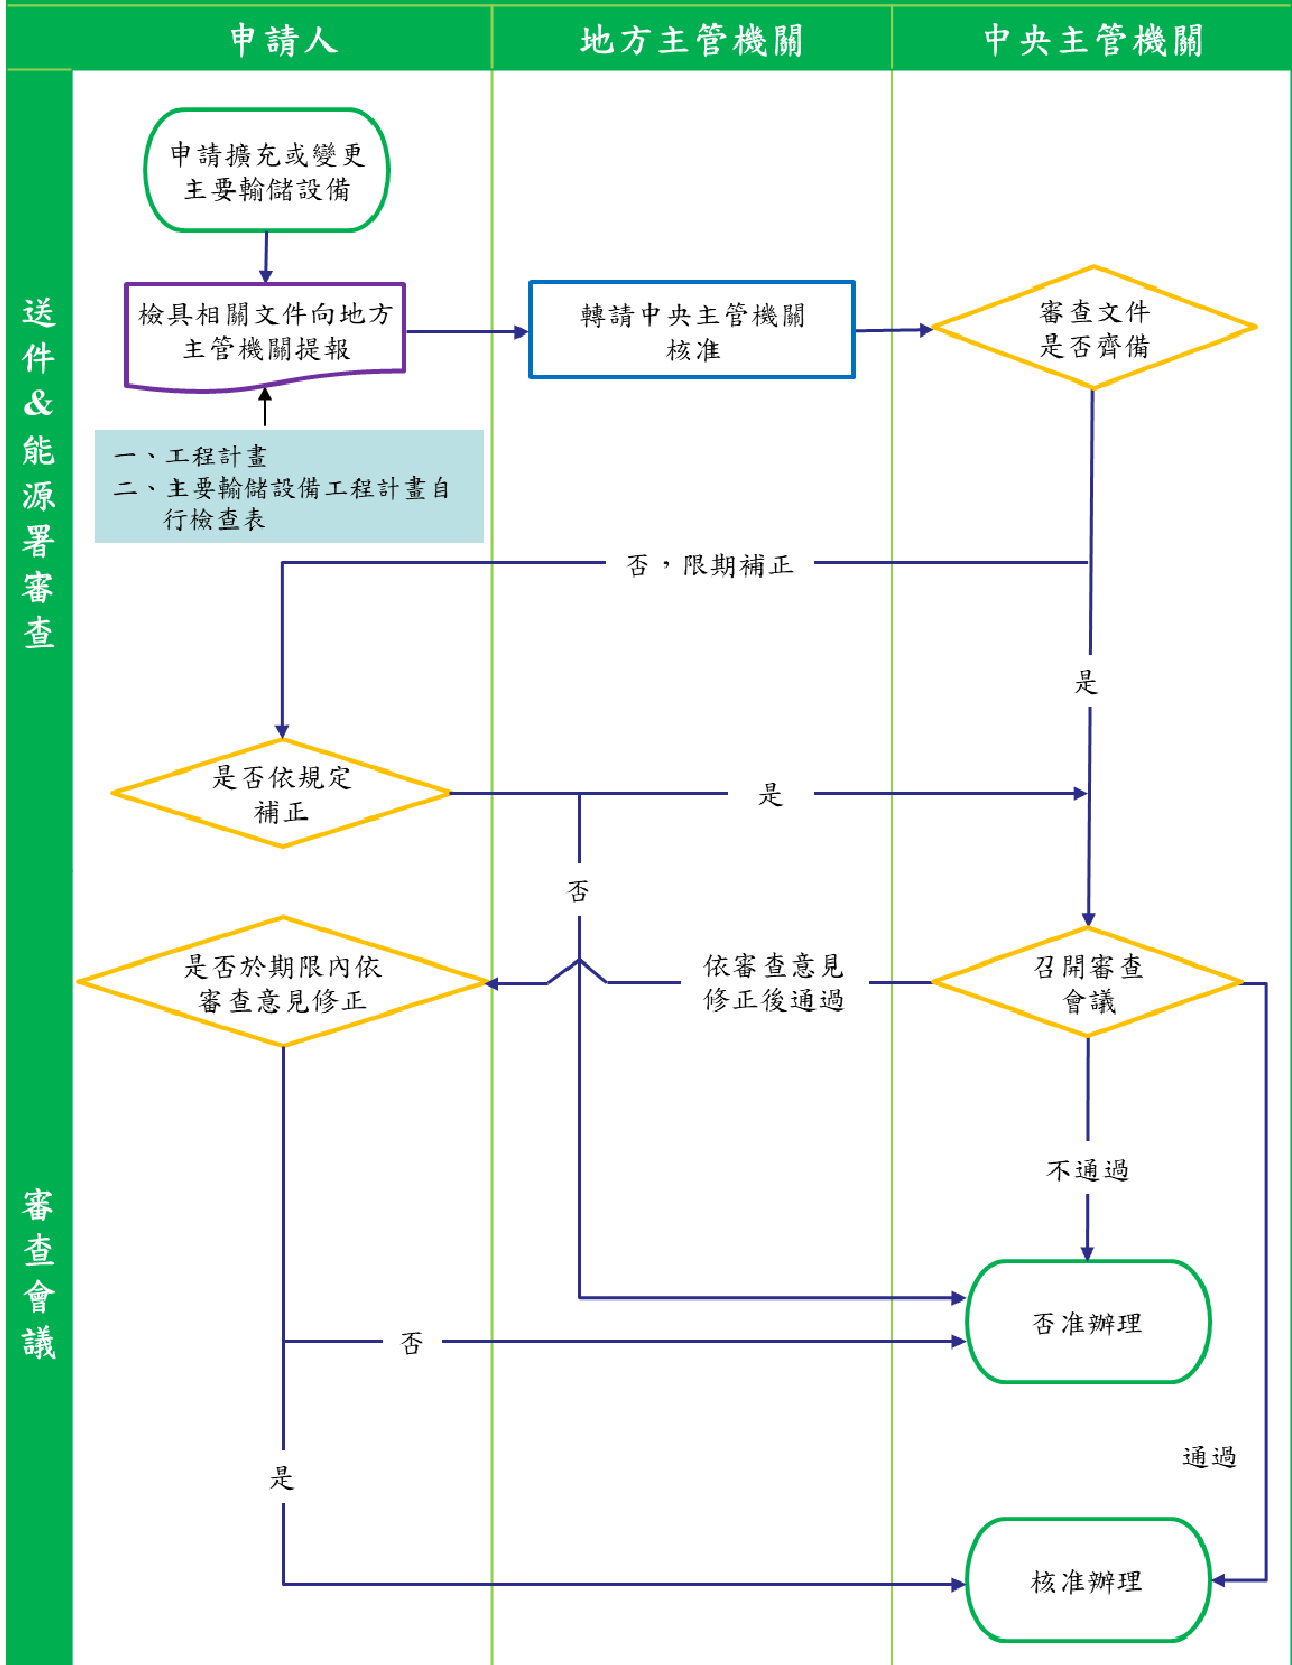 申請人
地方主管機關
中央主管機關
送件&能源署審查
申請擴充或變更
主要輸儲設備
檢具相關文件向地方
主管機關提報
轉請中央主管機關
核准
審查文件
是否齊備
一、工程計畫
二、主要輸儲設備工程計畫自
行檢查表
否，限期補正
是
是否依規定
補正
是
否
是否於期限內依
審查意見修正
依審查意見
修正後通過
召開審查
會議
審查會議
不通過
否准辦理
否
通過
是
核准辦理